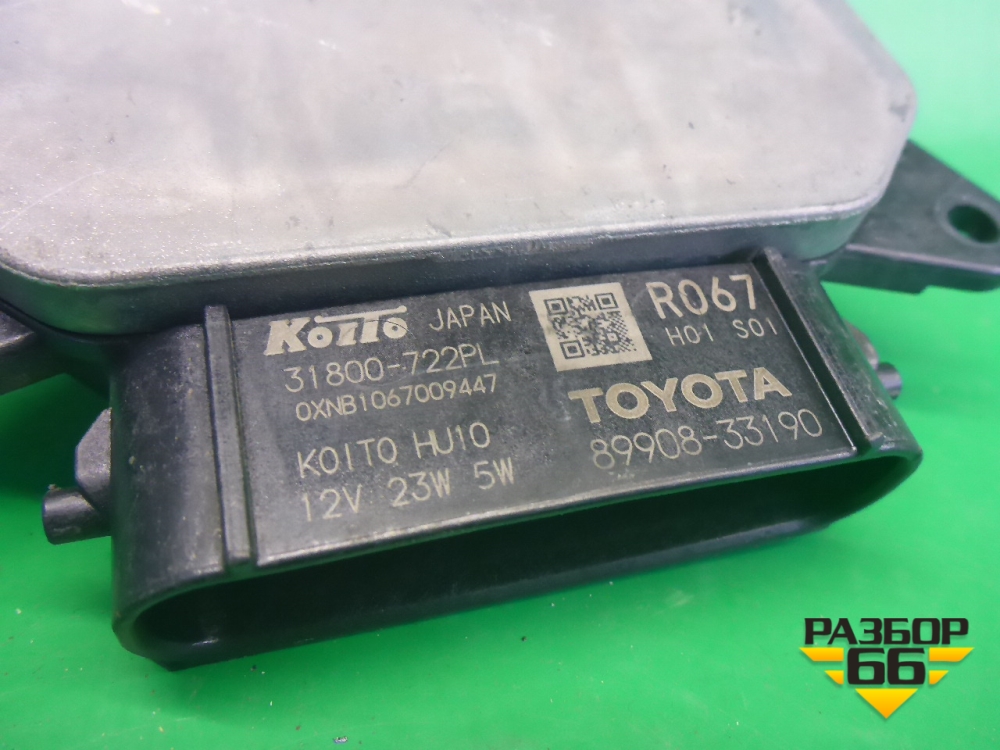 KOITO JAPAN
31800-722PL
0XNB1067009447
KOITO HU10
12V 23W 5W
R067
H01 S01
TOYOTA
89908-33190
РАЗБОР
66